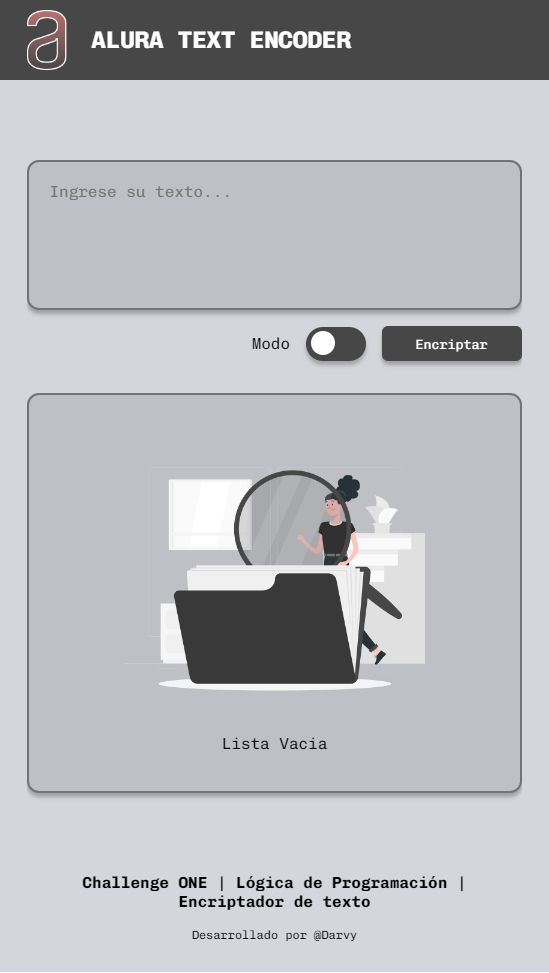 a
ALURA TEXT ENCODER
Ingrese su texto...
Modo
Encriptar
Lista Vacia
Challenge ONE | Lógica de Programación |
Encriptador de texto
Desarrollado por @Darvy